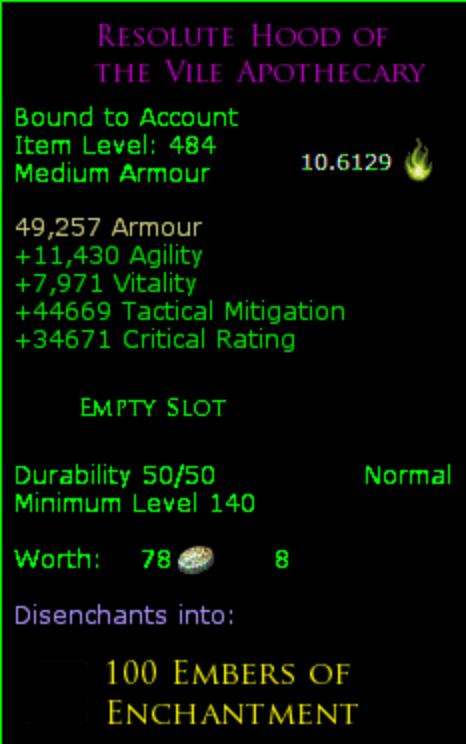 Resolute Hood of
the Vile Apothecary
Bound to Account
Item Level: 484
10.6129
Medium Armour
49,257 Armour
+11,430 Agility
+7,971 Vitality
+44669 Tactical Mitigation
+34671 Critical Rating
Empty Slot
Durability 50/50 Normal
Minimum Level 140
Worth: 78 8
Disenchants into:
100 Embers of
Enchantment